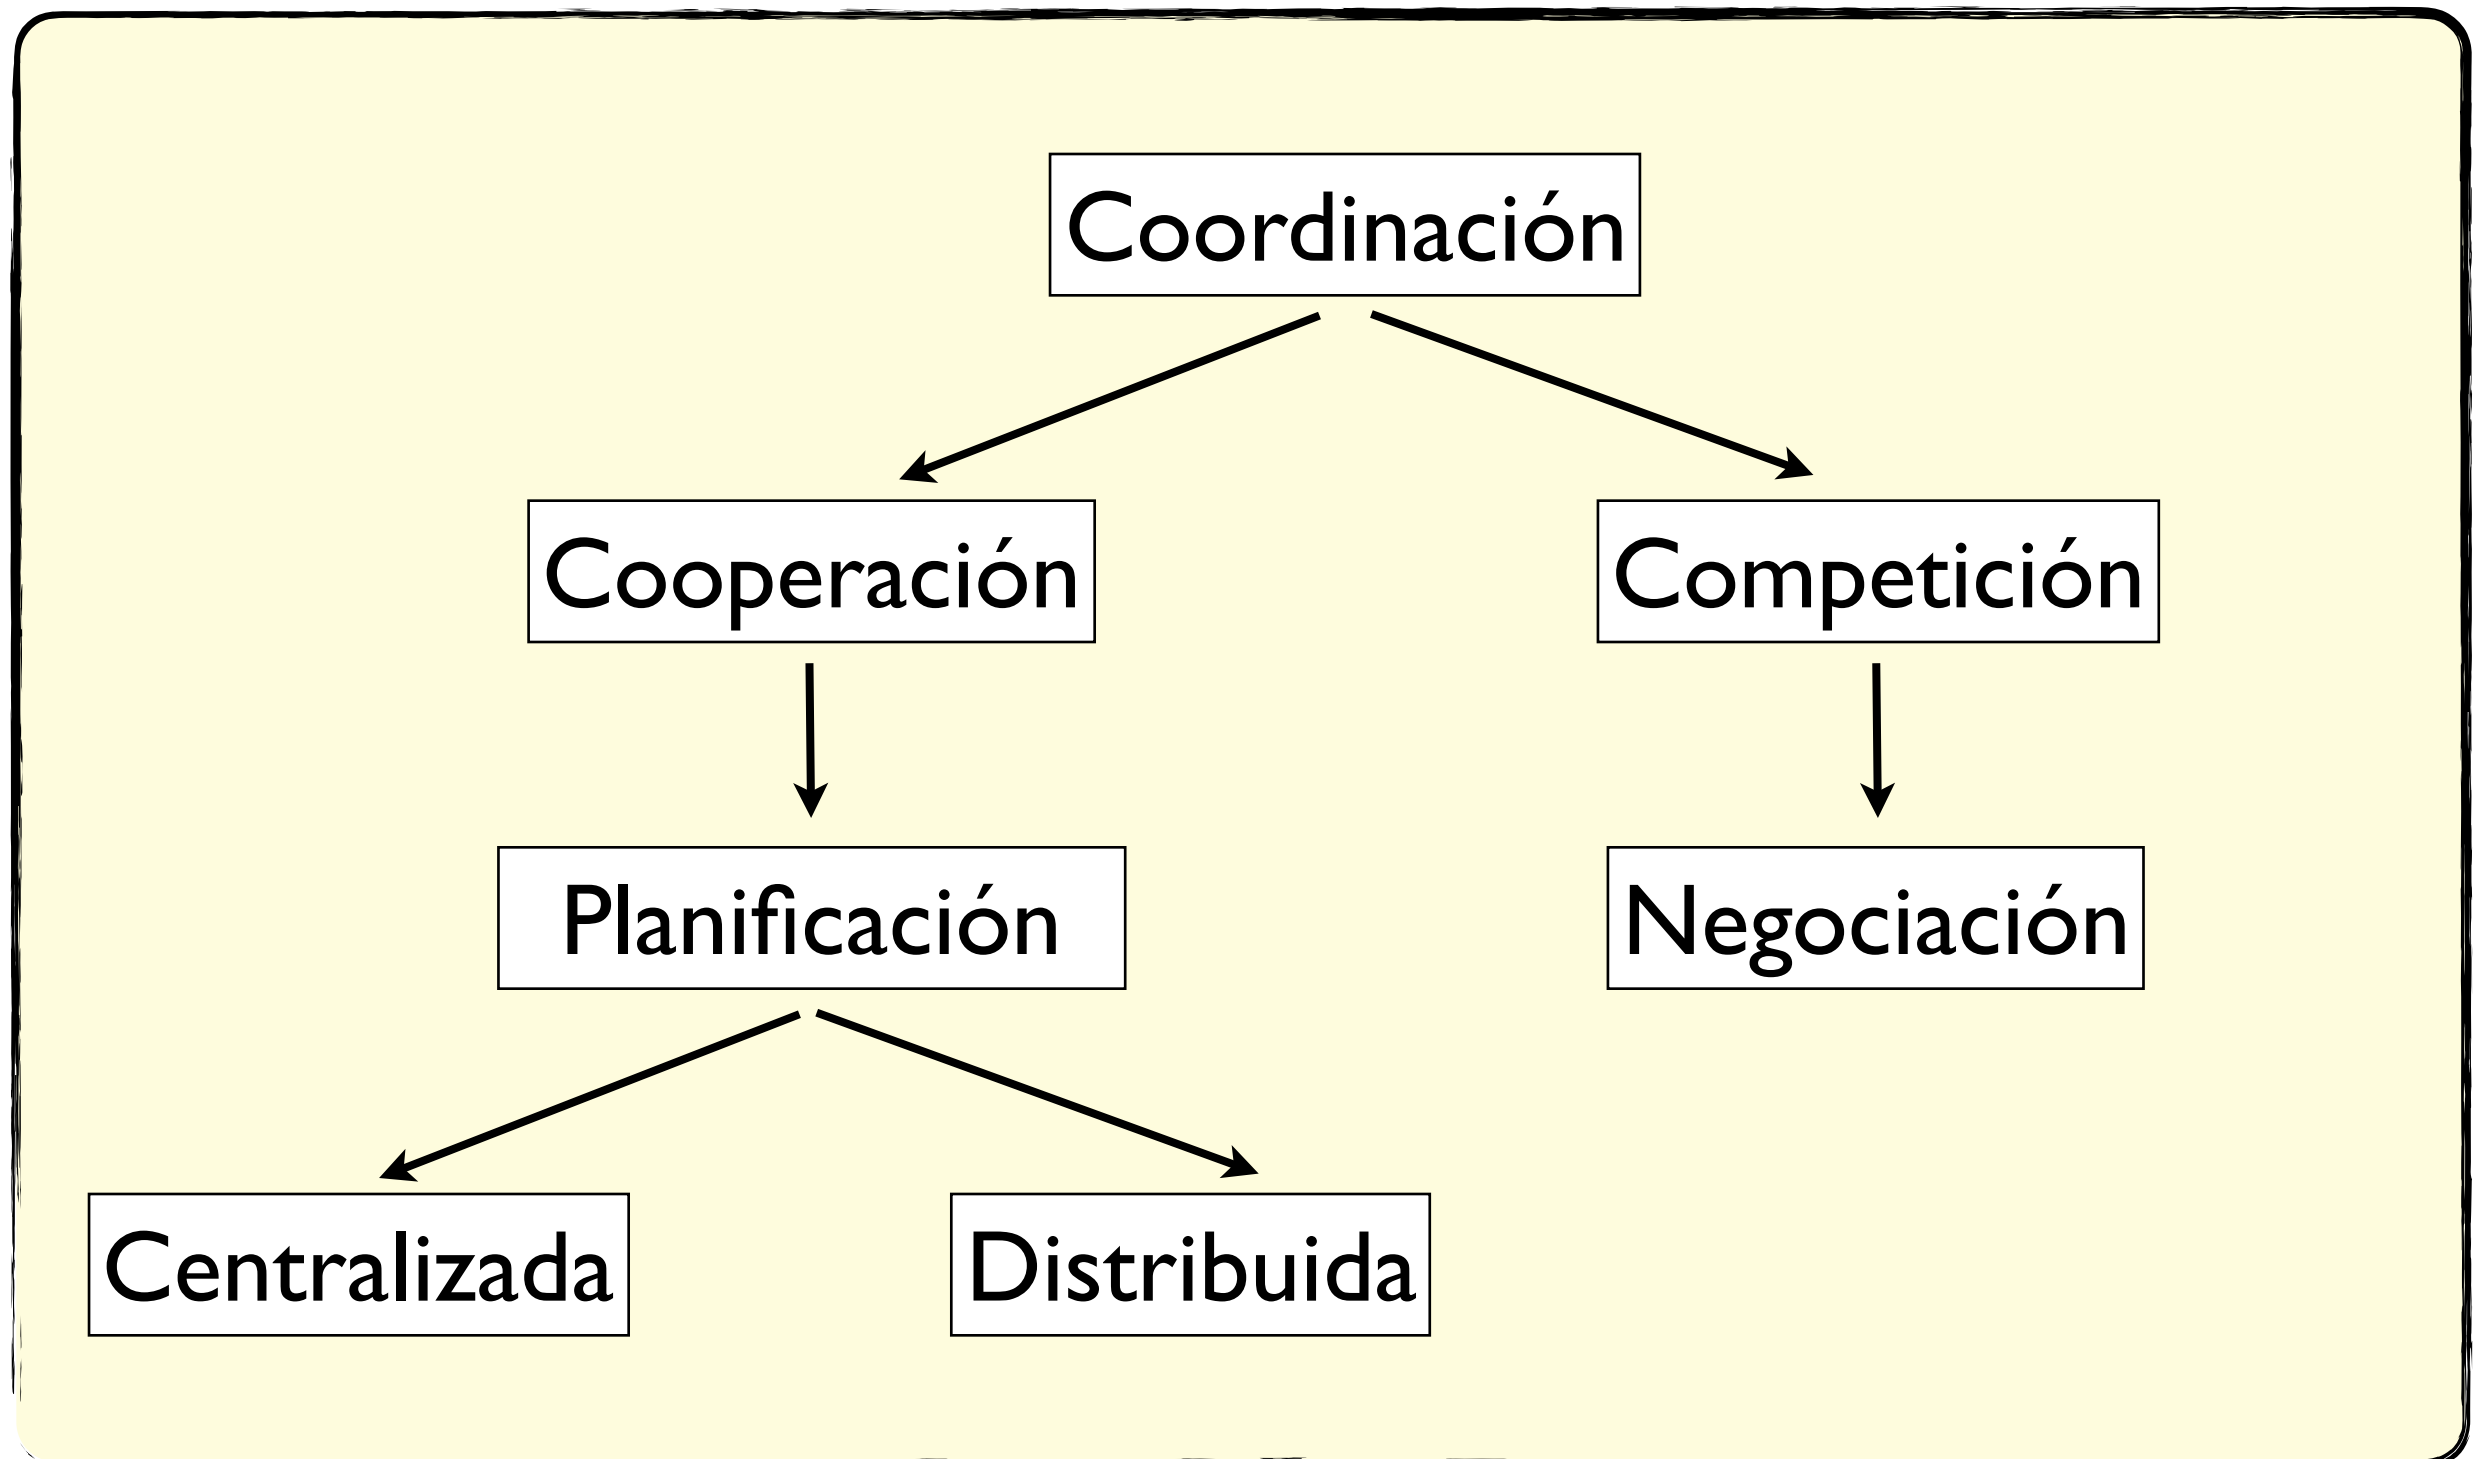 Coordinación
Cooperación
Competición
Planificación
Negociación
Centralizada
Distribuida